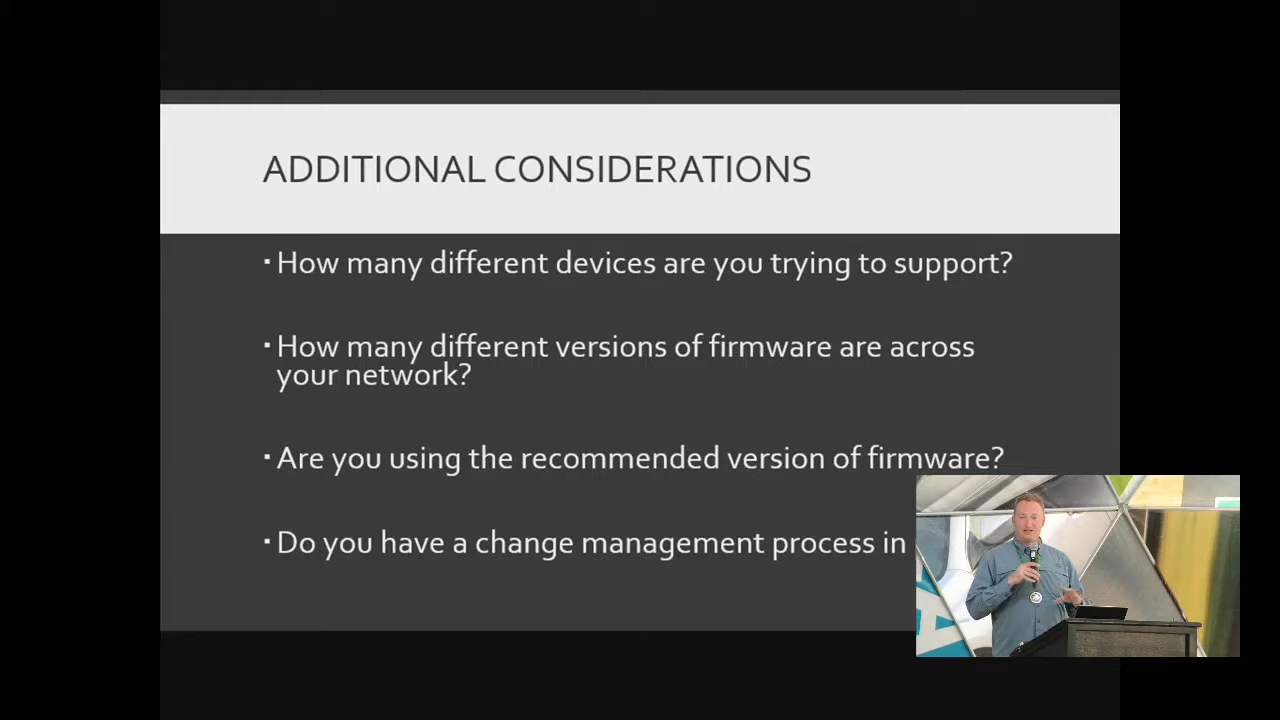 ADDITIONAL CONSIDERATIONS
▪ How many different devices are you trying to support?
▪ How many different versions of firmware are across
your network?
▪ Are you using the recommended version of firmware?
▪ Do you have a change management process in